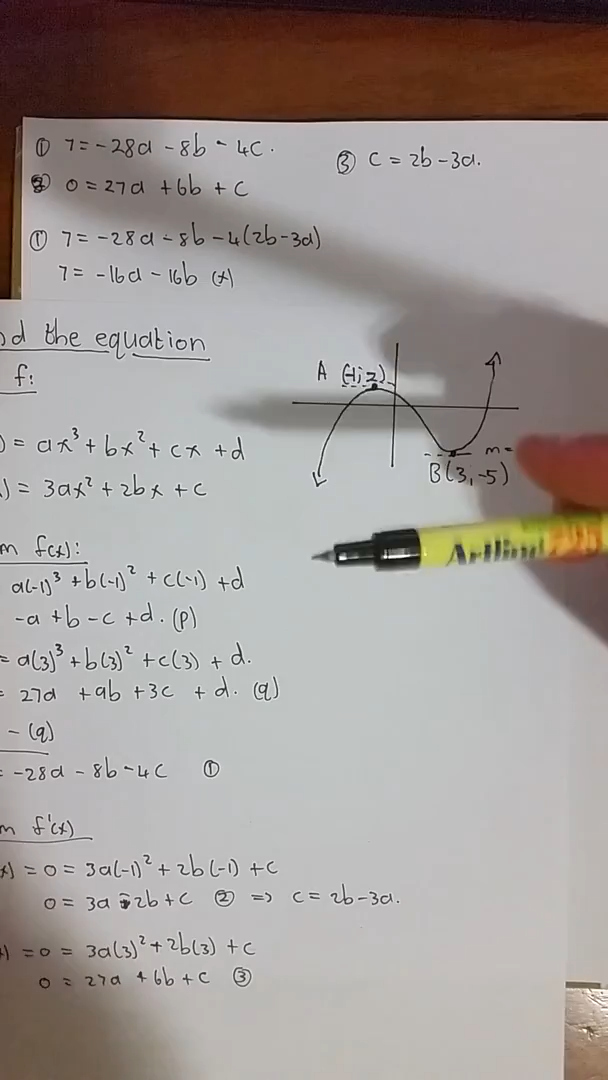 ① 7 = -28a - 8b - 4c.
③ c = 2b - 3a.
② 0 = 27a + 6b + c
① 7 = -28a - 8b - 4(2b - 3a)
7 = -16a - 16b (*)
nd the equation
f:
) = ax³ + bx² + cx + d
) = 3ax² + 2bx + c
A (-1; 2)
m =
B(3, -5)
m f(x):
a(-1)³ + b(-1)² + c(-1) + d
-a + b - c + d. (p)
= a(3)³ + b(3)² + c(3) + d.
= 27a + ab + 3c + d. (q)
- (q)
= -28a - 8b - 4c ①
m f'(x)
x) = 0 = 3a(-1)² + 2b(-1) + c
0 = 3a - 2b + c ② => c = 2b - 3a.
) = 0 = 3a(3)² + 2b(3) + c
0 = 27a + 6b + c ③
Artline